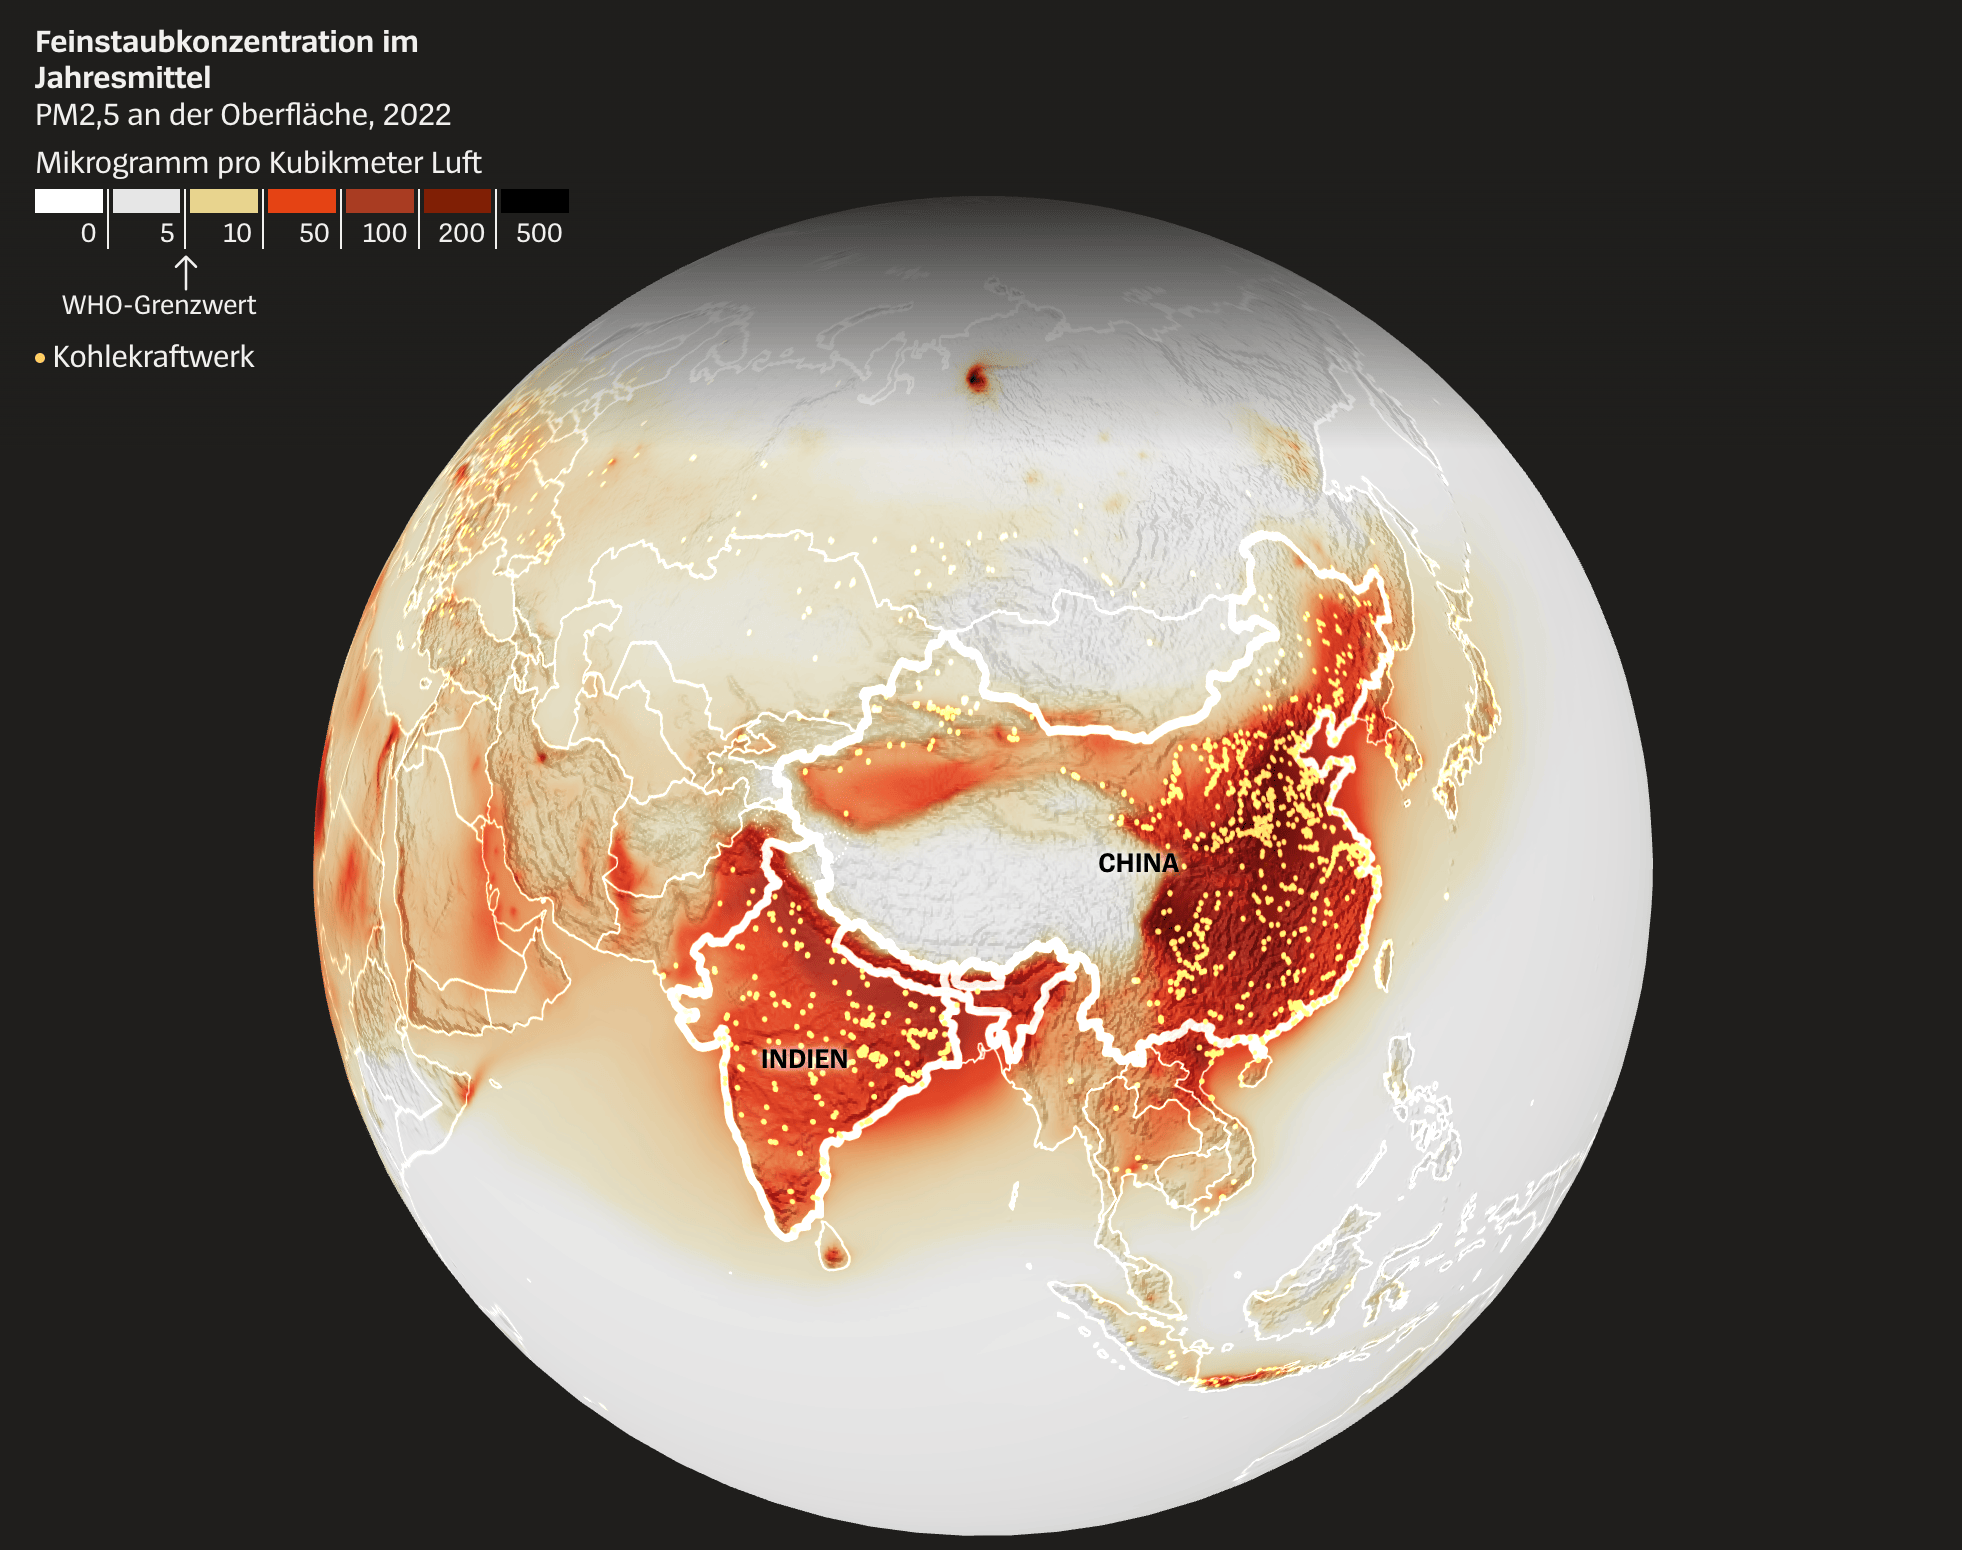 Feinstaubkonzentration im
Jahresmittel
PM2,5 an der Oberfläche, 2022
Mikrogramm pro Kubikmeter Luft
0 5 10 50 100 200 500
WHO-Grenzwert
Kohlekraftwerk
CHINA
INDIEN